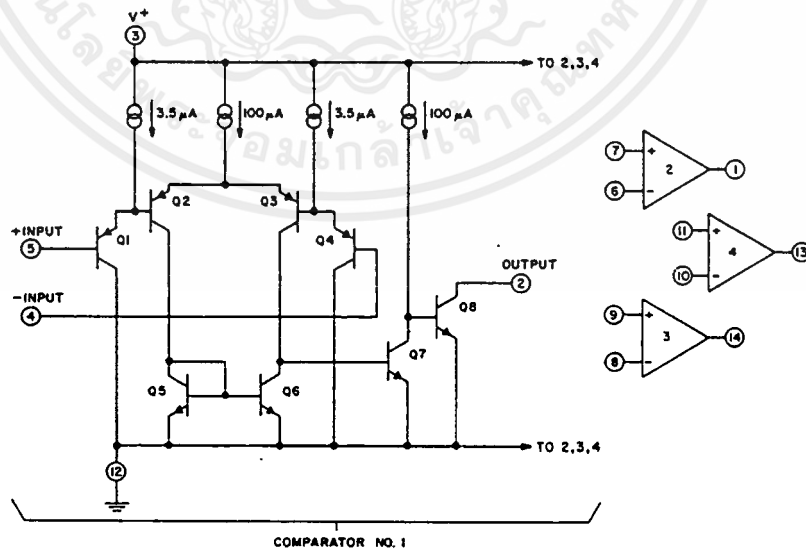 V+
3
TO 2,3,4
3.5µA
100µA
3.5µA
100µA
Q1
Q2
Q3
Q4
+INPUT
5
-INPUT
4
OUTPUT
2
Q8
Q7
Q5
Q6
TO 2,3,4
12
COMPARATOR NO. 1
7
+
6
-
2
1
11
+
10
-
4
13
9
+
8
-
3
14